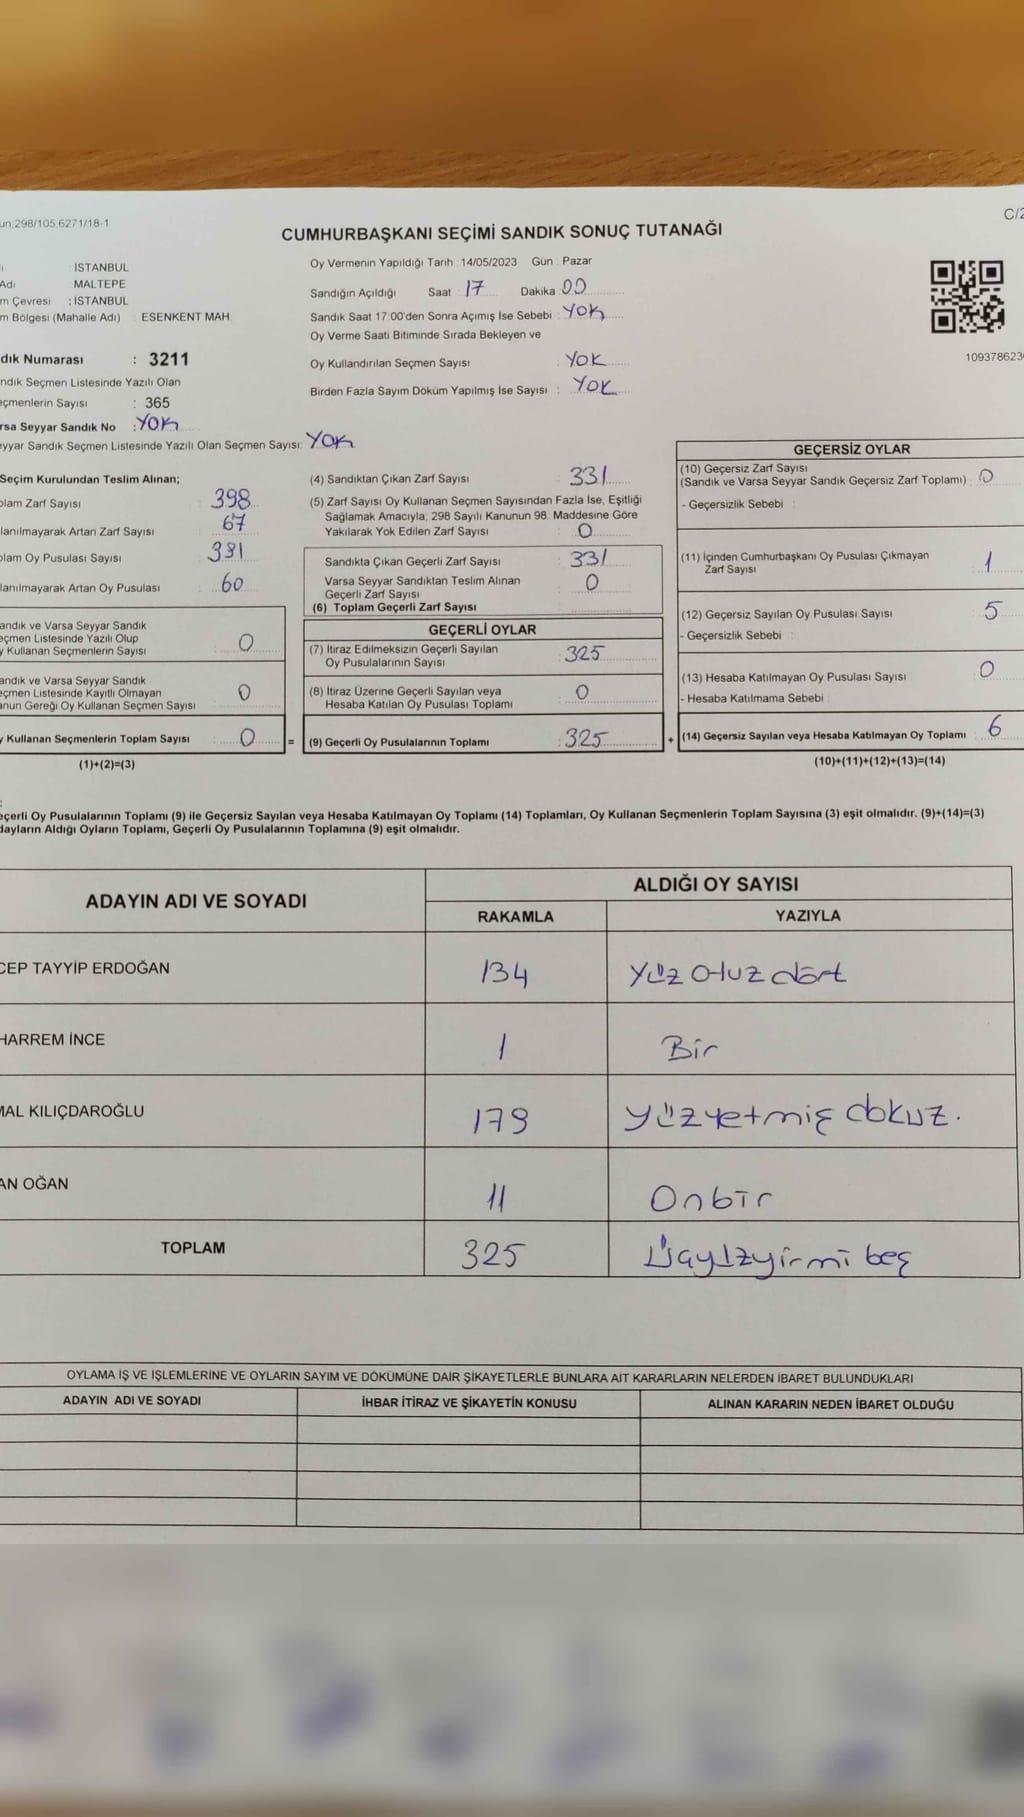 un:298/105,6271/18-1
C/2
CUMHURBAŞKANI SEÇİMİ SANDIK SONUÇ TUTANAĞI
İSTANBUL
Adı MALTEPE
m Çevresi : İSTANBUL
m Bölgesi (Mahalle Adı) ESENKENT MAH.
dık Numarası : 3211
ndık Seçmen Listesinde Yazılı Olan
eçmenlerin Sayısı : 365
rsa Seyyar Sandık No : YOK
eyyar Sandık Seçmen Listesinde Yazılı Olan Seçmen Sayısı: YOK
Oy Vermenin Yapıldığı Tarih : 14/05/2023 Gün : Pazar
Sandığın Açıldığı Saat : 17 Dakika : 00
Sandık Saat 17:00'den Sonra Açımış İse Sebebi : YOK
Oy Verme Saati Bitiminde Sırada Bekleyen ve
Oy Kullandırılan Seçmen Sayısı : YOK
Birden Fazla Sayım Döküm Yapılmış İse Sayısı : YOK
1093786230
Seçim Kurulundan Teslim Alınan;
plam Zarf Sayısı : 398
lanılmayarak Artan Zarf Sayısı : 67
lam Oy Pusulası Sayısı : 391
lanılmayarak Artan Oy Pusulası : 60
andık ve Varsa Seyyar Sandık
eçmen Listesinde Yazılı Olup
y Kullanan Seçmenlerin Sayısı : 0
andık ve Varsa Seyyar Sandık
eçmen Listesinde Kayıtlı Olmayan
anun Gereği Oy Kullanan Seçmen Sayısı : 0
y Kullanan Seçmenlerin Toplam Sayısı : 0 =
(1)+(2)=(3)
(4) Sandıktan Çıkan Zarf Sayısı : 331
(5) Zarf Sayısı Oy Kullanan Seçmen Sayısından Fazla İse, Eşitliği
Sağlamak Amacıyla, 298 Sayılı Kanunun 98. Maddesine Göre
Yakılarak Yok Edilen Zarf Sayısı : 0
Sandıkta Çıkan Geçerli Zarf Sayısı : 331
Varsa Seyyar Sandıktan Teslim Alınan
Geçerli Zarf Sayısı : 0
(6) Toplam Geçerli Zarf Sayısı
GEÇERLİ OYLAR
(7) İtiraz Edilmeksizin Geçerli Sayılan
Oy Pusulalarının Sayısı : 325
(8) İtiraz Üzerine Geçerli Sayılan veya
Hesaba Katılan Oy Pusulası Toplamı : 0
(9) Geçerli Oy Pusulalarının Toplamı : 325 +
GEÇERSİZ OYLAR
(10) Geçersiz Zarf Sayısı
(Sandık ve Varsa Seyyar Sandık Geçersiz Zarf Toplamı) : 0
- Geçersizlik Sebebi :
(11) İçinden Cumhurbaşkanı Oy Pusulası Çıkmayan
Zarf Sayısı : 1
(12) Geçersiz Sayılan Oy Pusulası Sayısı : 5
- Geçersizlik Sebebi :
(13) Hesaba Katılmayan Oy Pusulası Sayısı : 0
- Hesaba Katılmama Sebebi :
(14) Geçersiz Sayılan veya Hesaba Katılmayan Oy Toplamı : 6
(10)+(11)+(12)+(13)=(14)
eçerli Oy Pusulalarının Toplamı (9) ile Geçersiz Sayılan veya Hesaba Katılmayan Oy Toplamı (14) Toplamları, Oy Kullanan Seçmenlerin Toplam Sayısına (3) eşit olmalıdır. (9)+(14)=(3)
dayların Aldığı Oyların Toplamı, Geçerli Oy Pusulalarının Toplamına (9) eşit olmalıdır.
ADAYIN ADI VE SOYADI ALDIĞI OY SAYISI
RAKAMLA YAZIYLA
CEP TAYYİP ERDOĞAN 134 Yüz Otuz dört
HARREM İNCE 1 Bir
MAL KILIÇDAROĞLU 179 yüzyetmiş dokuz.
AN OĞAN 11 Onbir
TOPLAM 325 Üçyüzyirmi beş
OYLAMA İŞ VE İŞLEMLERİNE VE OYLARIN SAYIM VE DÖKÜMÜNE DAİR ŞİKAYETLERLE BUNLARA AİT KARARLARIN NELERDEN İBARET BULUNDUKLARI
ADAYIN ADI VE SOYADI İHBAR İTİRAZ VE ŞİKAYETİN KONUSU ALINAN KARARIN NEDEN İBARET OLDUĞU